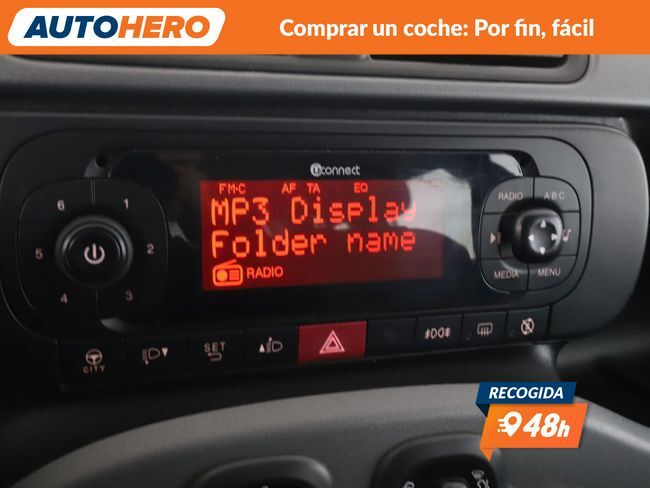 AUTOHERO
Comprar un coche: Por fin, fácil
uconnect
FM-C AF TA EQ
MP3 Display
Folder name
RADIO
6 1
5 2
4 3
RADIO A·B·C
MEDIA MENU
CITY
SET
RECOGIDA
48h